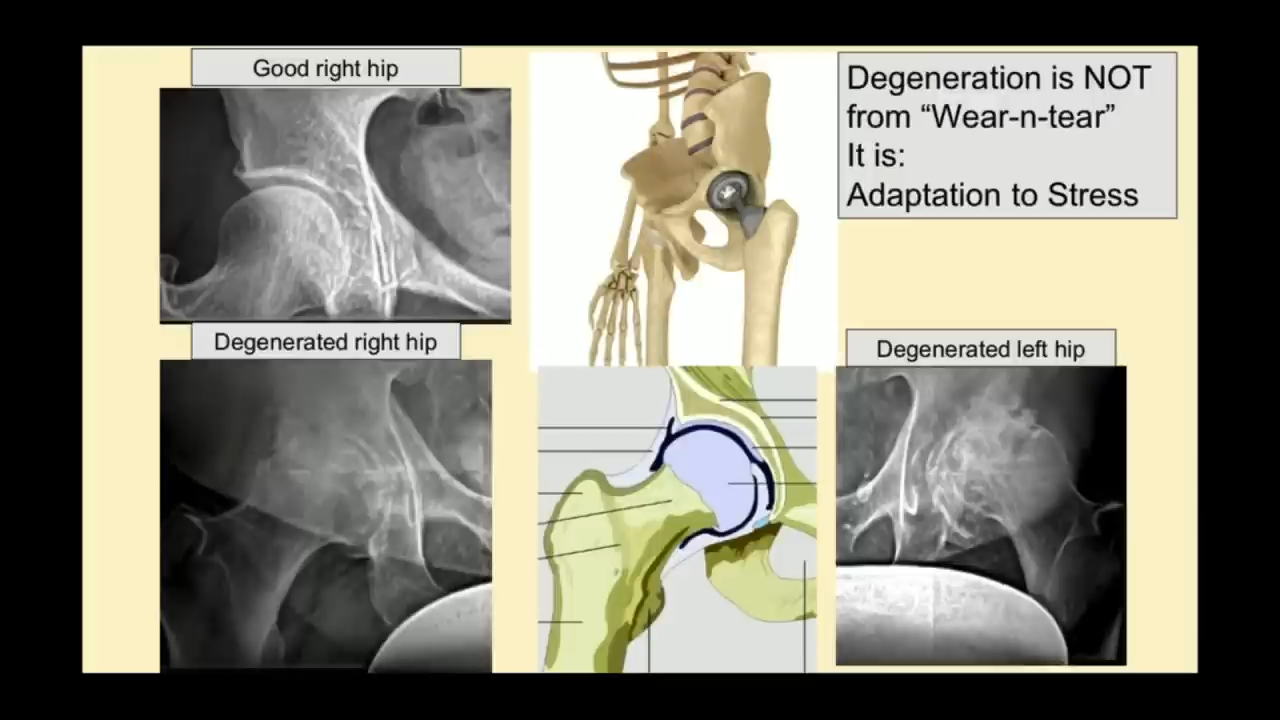 Good right hip
Degeneration is NOT
from “Wear-n-tear”
It is:
Adaptation to Stress
Degenerated right hip
Degenerated left hip